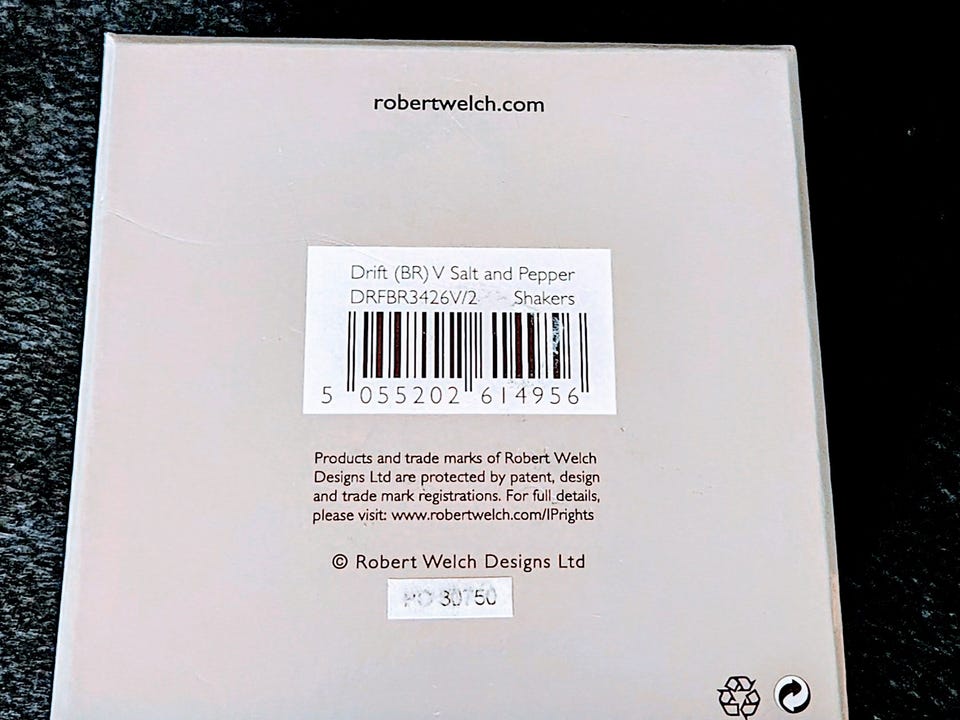 robertwelch.com
Drift (BR) V Salt and Pepper
DRFBR3426V/2 Shakers
5 055202 614956
Products and trade marks of Robert Welch
Designs Ltd are protected by patent, design
and trade mark registrations. For full details,
please visit: www.robertwelch.com/IPrights
© Robert Welch Designs Ltd
30750